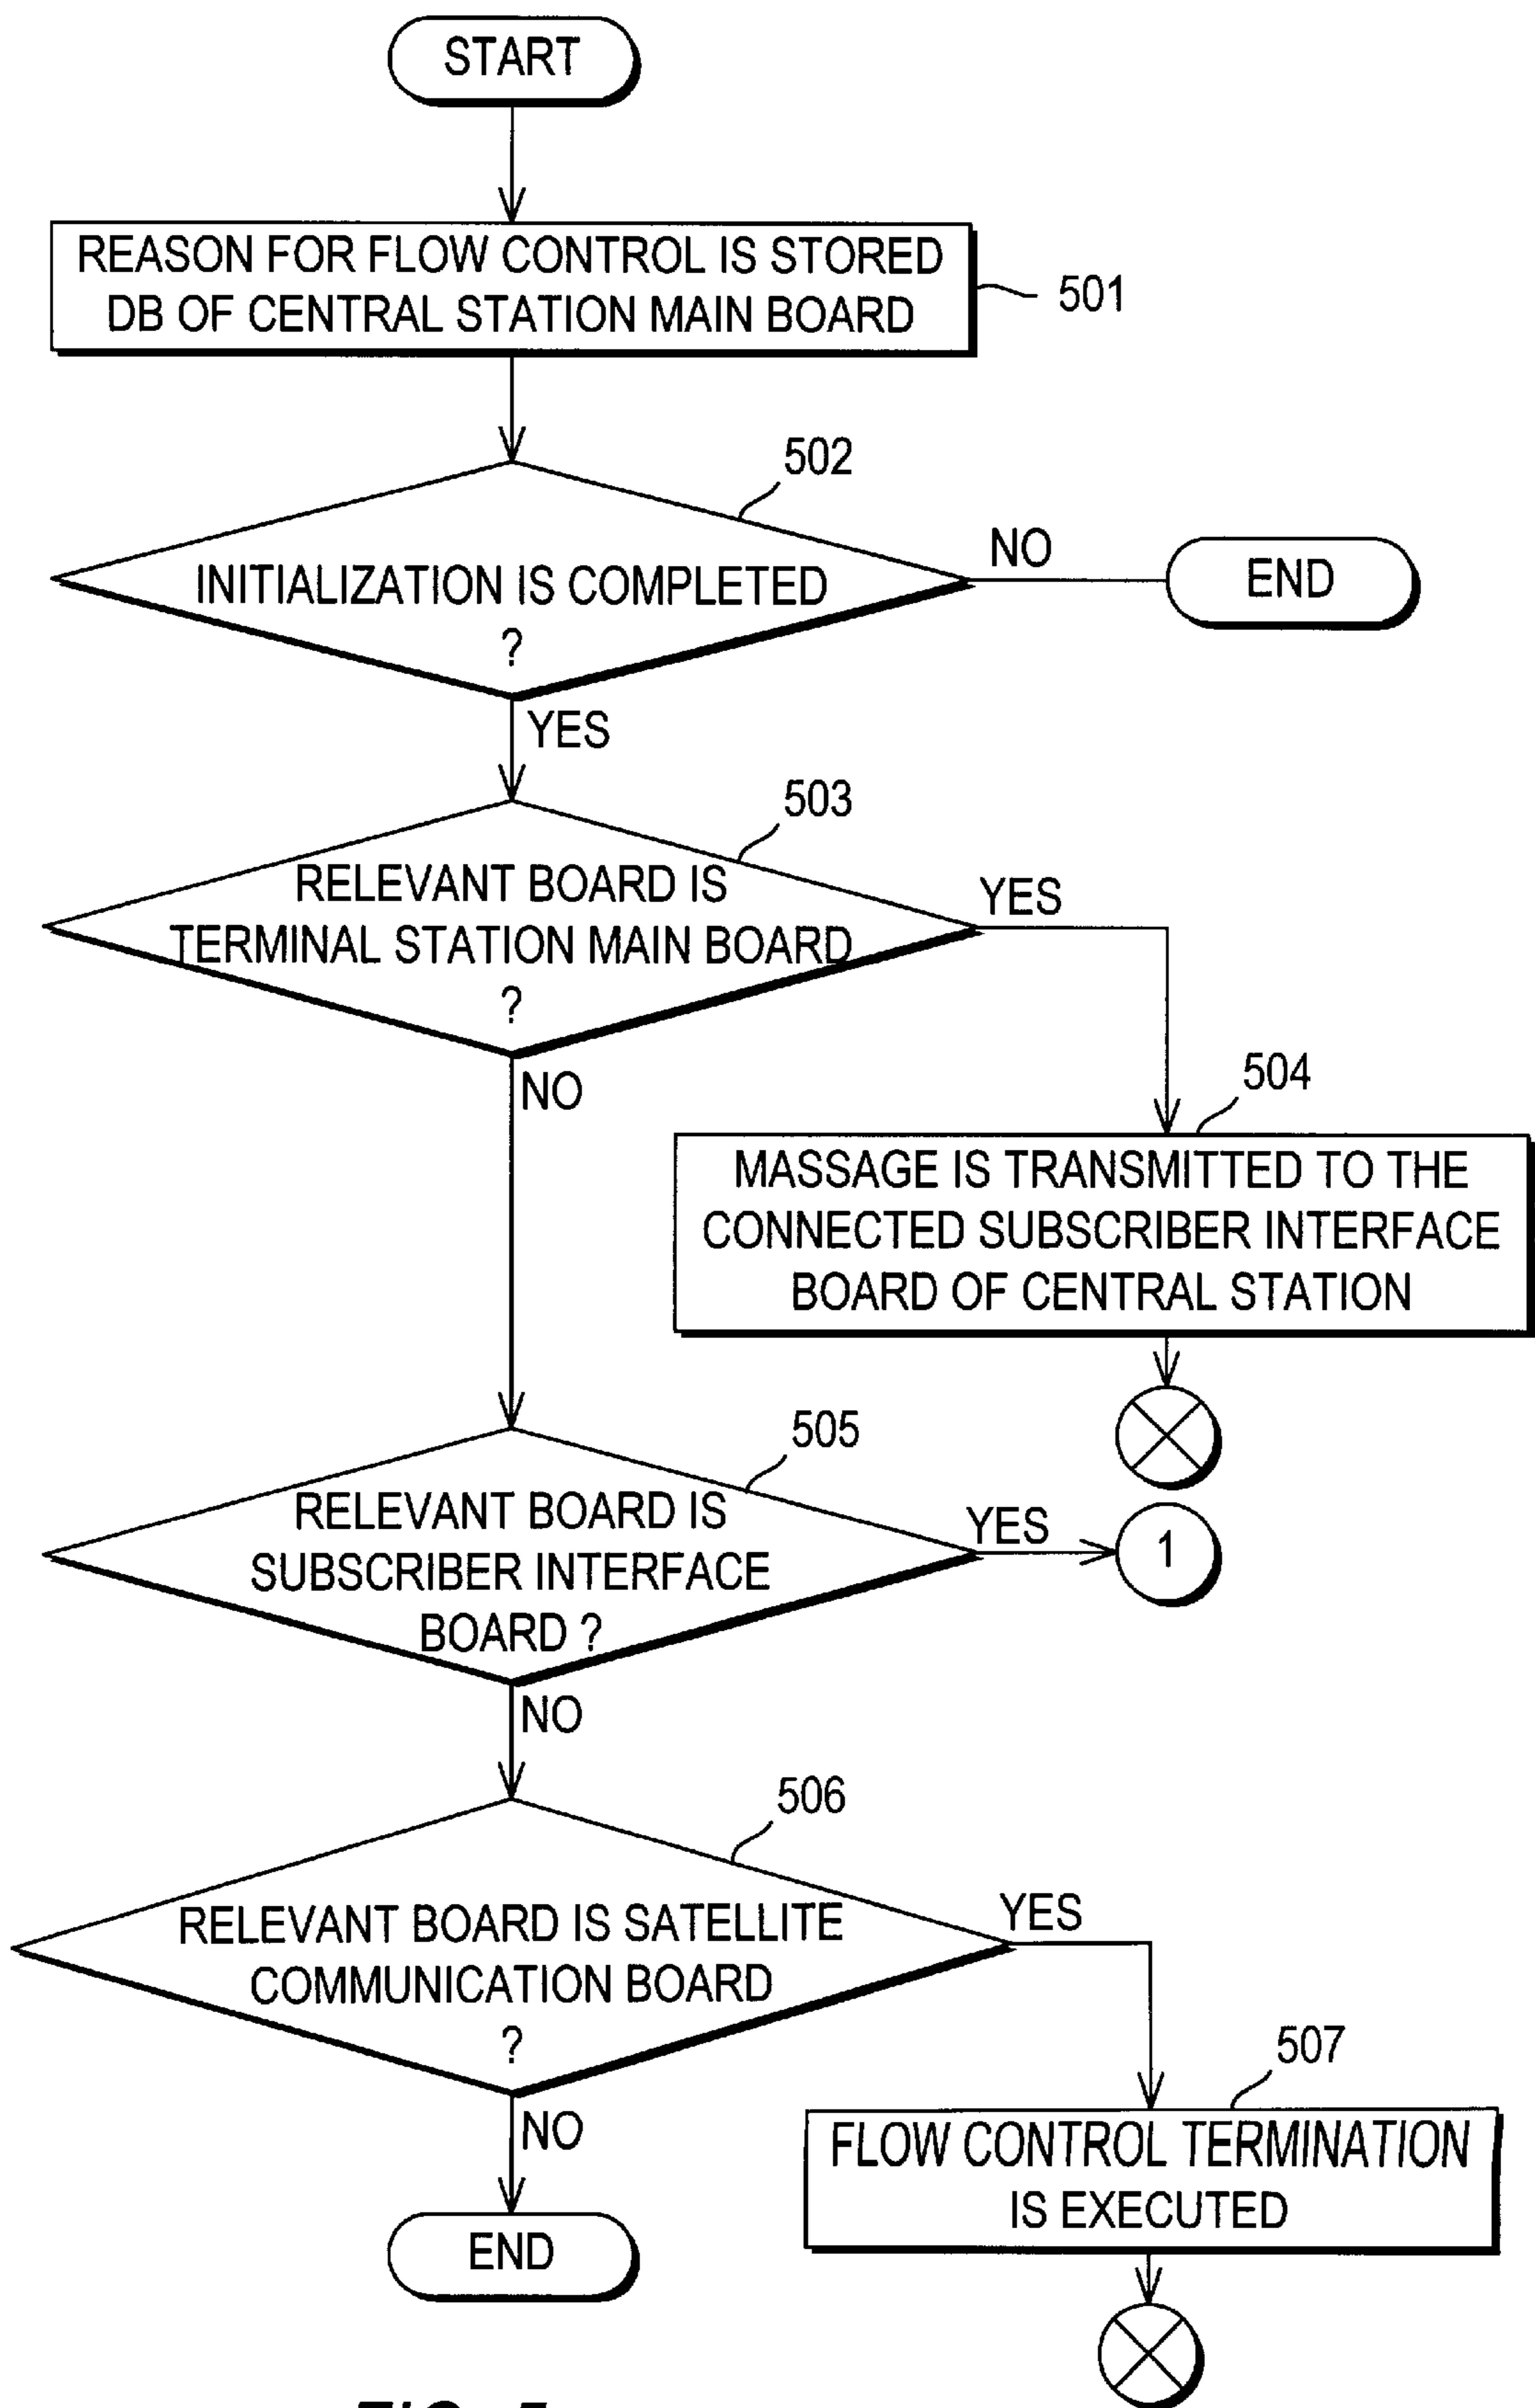 START
REASON FOR FLOW CONTROL IS STORED
DB OF CENTRAL STATION MAIN BOARD
501
502
INITIALIZATION IS COMPLETED
?
NO
END
YES
503
RELEVANT BOARD IS
TERMINAL STATION MAIN BOARD
?
YES
NO
504
MASSAGE IS TRANSMITTED TO THE
CONNECTED SUBSCRIBER INTERFACE
BOARD OF CENTRAL STATION
505
RELEVANT BOARD IS
SUBSCRIBER INTERFACE
BOARD ?
YES
1
NO
506
RELEVANT BOARD IS SATELLITE
COMMUNICATION BOARD
?
YES
507
FLOW CONTROL TERMINATION
IS EXECUTED
NO
END